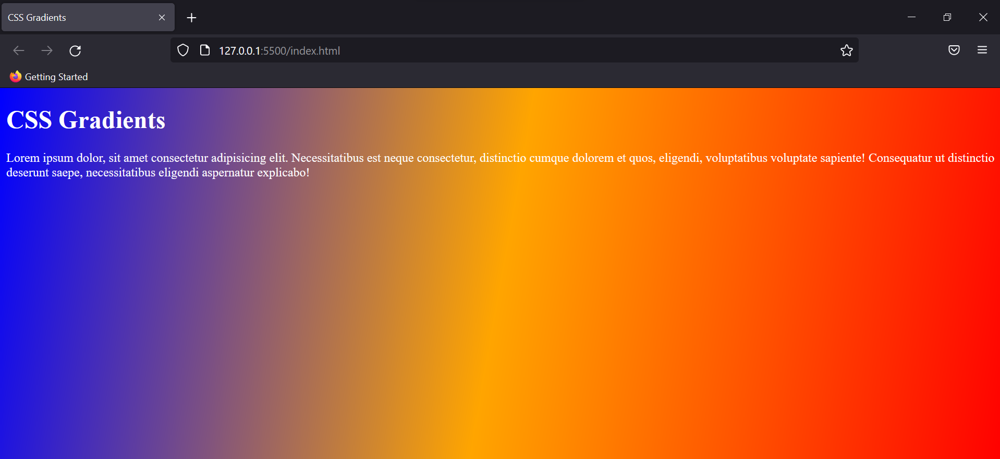 CSS Gradients
127.0.0.1:5500/index.html
Getting Started
CSS Gradients
Lorem ipsum dolor, sit amet consectetur adipisicing elit. Necessitatibus est neque consectetur, distinctio cumque dolorem et quos, eligendi, voluptatibus voluptate sapiente! Consequatur ut distinctio
deserunt saepe, necessitatibus eligendi aspernatur explicabo!